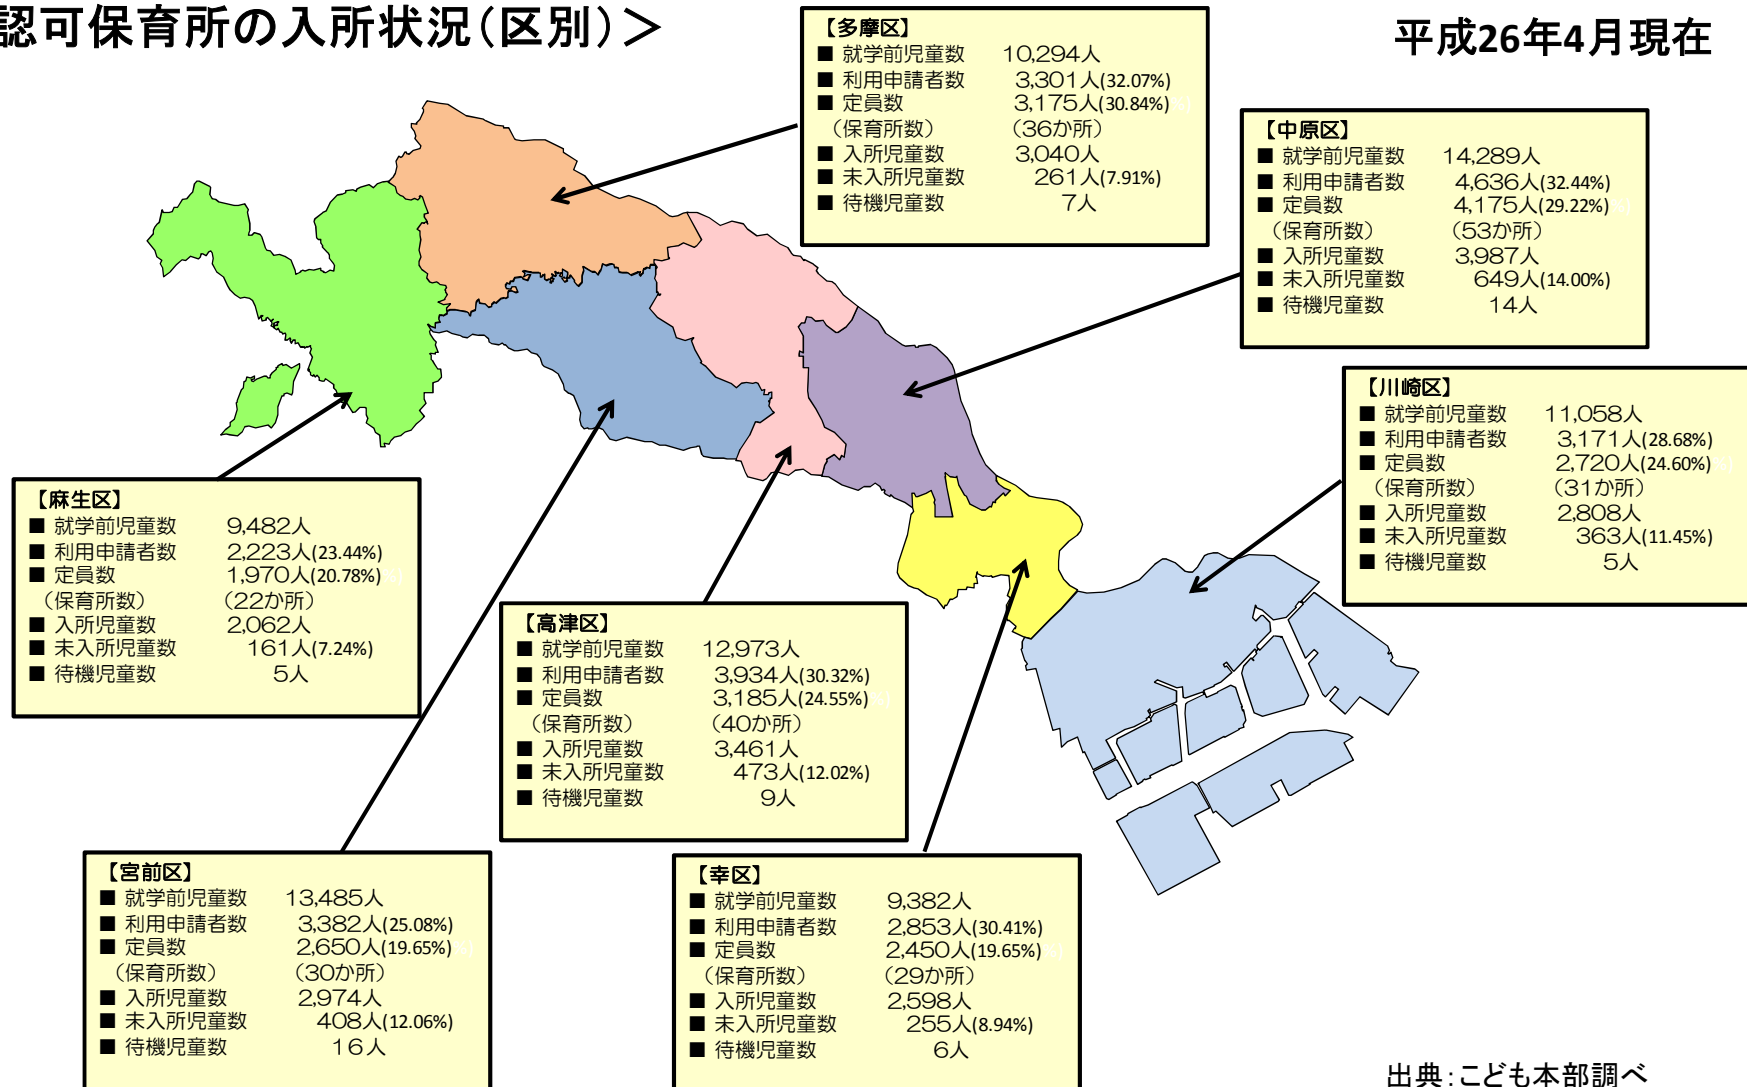 認可保育所の入所状況(区別)＞
平成26年4月現在
【多摩区】
■ 就学前児童数 10,294人
■ 利用申請者数 3,301人(32.07%)
■ 定員数 3,175人(30.84%)
（保育所数） （36か所）
■ 入所児童数 3,040人
■ 未入所児童数 261人(7.91%)
■ 待機児童数 7人
【中原区】
■ 就学前児童数 14,289人
■ 利用申請者数 4,636人(32.44%)
■ 定員数 4,175人(29.22%)
（保育所数） （53か所）
■ 入所児童数 3,987人
■ 未入所児童数 649人(14.00%)
■ 待機児童数 14人
【川崎区】
■ 就学前児童数 11,058人
■ 利用申請者数 3,171人(28.68%)
■ 定員数 2,720人(24.60%)
（保育所数） （31か所）
■ 入所児童数 2,808人
■ 未入所児童数 363人(11.45%)
■ 待機児童数 5人
【麻生区】
■ 就学前児童数 9,482人
■ 利用申請者数 2,223人(23.44%)
■ 定員数 1,970人(20.78%)
（保育所数） （22か所）
■ 入所児童数 2,062人
■ 未入所児童数 161人(7.24%)
■ 待機児童数 5人
【高津区】
■ 就学前児童数 12,973人
■ 利用申請者数 3,934人(30.32%)
■ 定員数 3,185人(24.55%)
（保育所数） （40か所）
■ 入所児童数 3,461人
■ 未入所児童数 473人(12.02%)
■ 待機児童数 9人
【宮前区】
■ 就学前児童数 13,485人
■ 利用申請者数 3,382人(25.08%)
■ 定員数 2,650人(19.65%)
（保育所数） （30か所）
■ 入所児童数 2,974人
■ 未入所児童数 408人(12.06%)
■ 待機児童数 16人
【幸区】
■ 就学前児童数 9,382人
■ 利用申請者数 2,853人(30.41%)
■ 定員数 2,450人(19.65%)
（保育所数） （29か所）
■ 入所児童数 2,598人
■ 未入所児童数 255人(8.94%)
■ 待機児童数 6人
出典：こども本部調べ